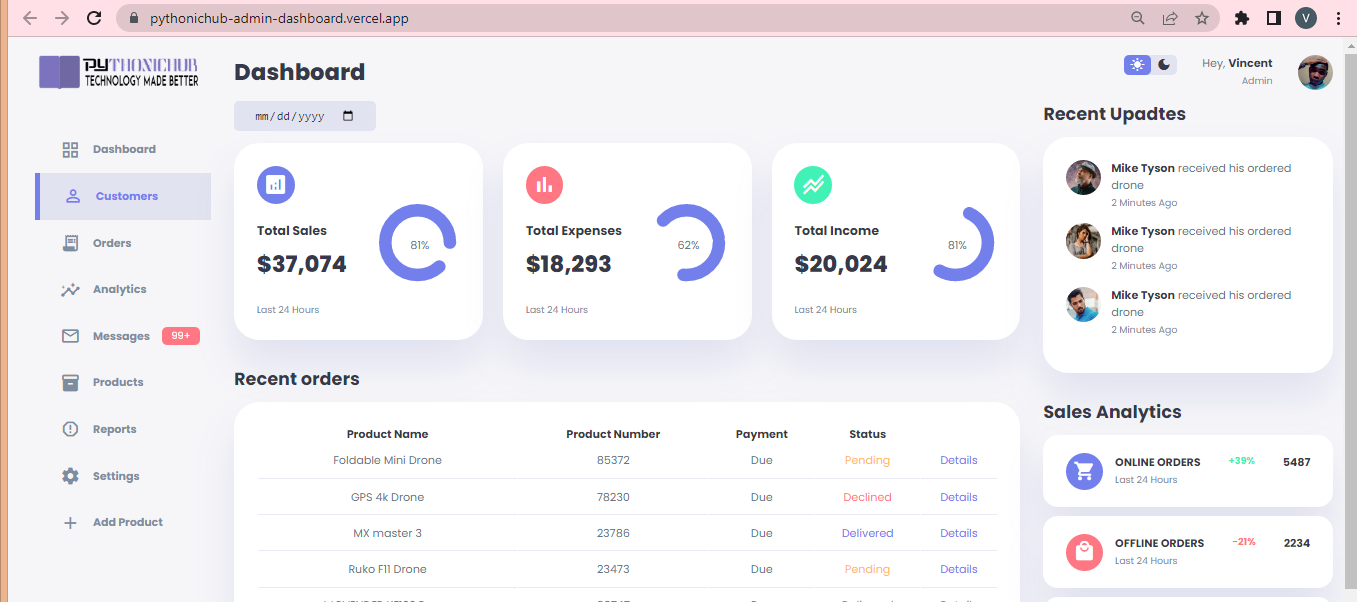 pythonichub-admin-dashboard.vercel.app
V
PYTHONICHUB
TECHNOLOGY MADE BETTER
Dashboard
Customers
Orders
Analytics
Messages 99+
Products
Reports
Settings
Add Product
Dashboard
mm/dd/yyyy
Total Sales
$37,074
81%
Last 24 Hours
Total Expenses
$18,293
62%
Last 24 Hours
Total Income
$20,024
81%
Last 24 Hours
Recent orders
Product Name Product Number Payment Status
Foldable Mini Drone 85372 Due Pending Details
GPS 4k Drone 78230 Due Declined Details
MX master 3 23786 Due Delivered Details
Ruko F11 Drone 23473 Due Pending Details
Hey, Vincent
Admin
Recent Upadtes
Mike Tyson received his ordered
drone
2 Minutes Ago
Mike Tyson received his ordered
drone
2 Minutes Ago
Mike Tyson received his ordered
drone
2 Minutes Ago
Sales Analytics
ONLINE ORDERS +39% 5487
Last 24 Hours
OFFLINE ORDERS -21% 2234
Last 24 Hours